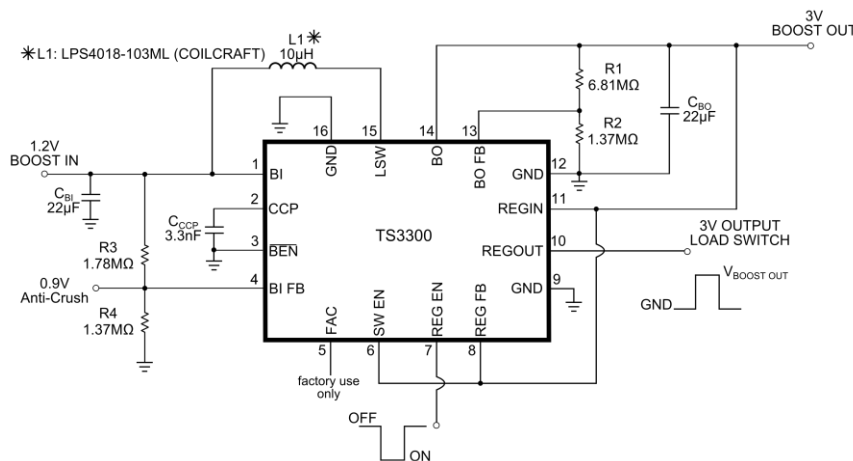 3V
BOOST OUT
✳L1: LPS4018-103ML (COILCRAFT)
L1✳
10µH
R1
6.81MΩ
CBO
22µF
R2
1.37MΩ
16
15
14
13
GND
LSW
BO
BO FB
1.2V
BOOST IN
1
BI
GND
12
CBI
22µF
2
CCP
REGIN
11
CCCP
3.3nF
TS3300
3V OUTPUT
LOAD SWITCH
R3
1.78MΩ
3
BEN
REGOUT
10
0.9V
Anti-Crush
4
BI FB
GND
9
VBOOST OUT
GND
R4
1.37MΩ
FAC
SW EN
REG EN
REG FB
5
6
7
8
factory use
only
OFF
ON